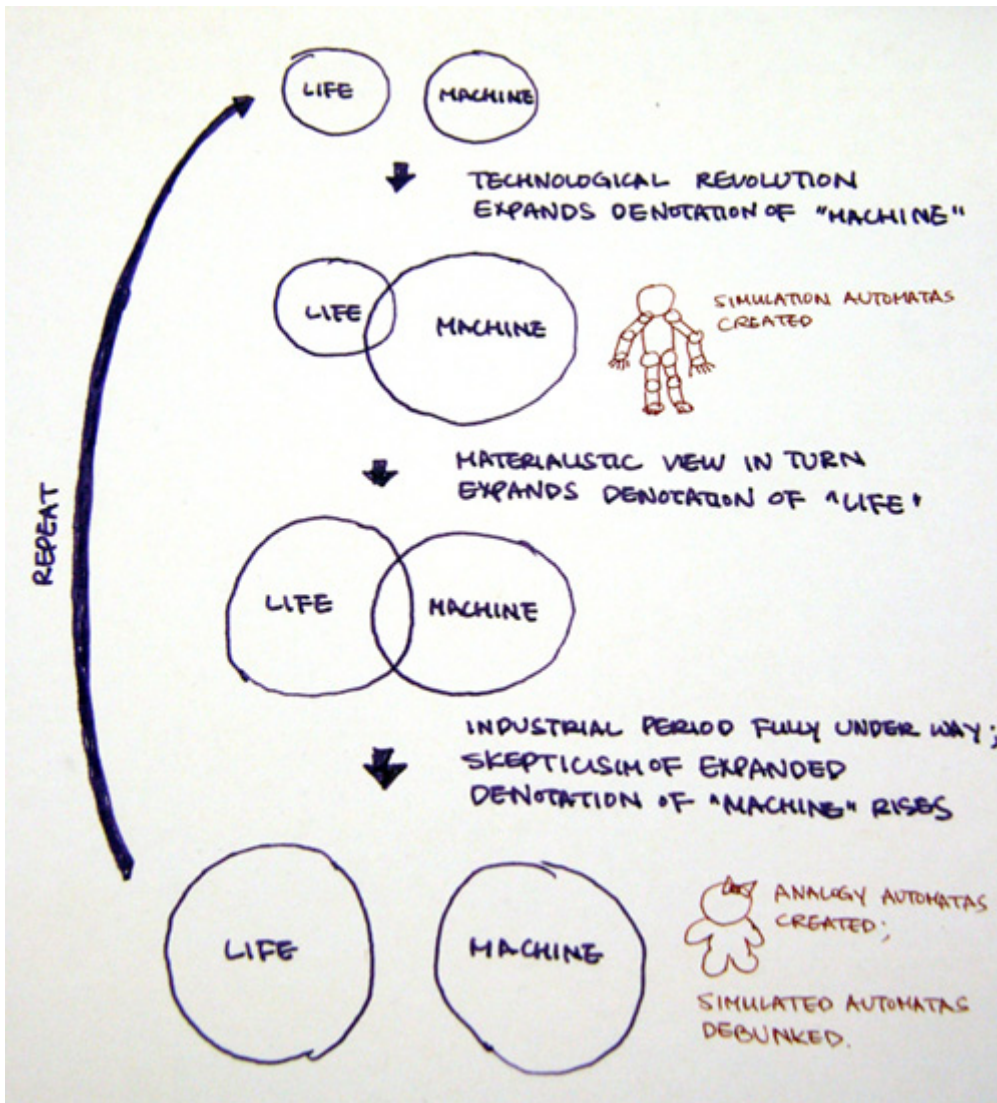 LIFE
MACHINE
TECHNOLOGICAL REVOLUTION
EXPANDS DENOTATION OF "MACHINE"
LIFE
MACHINE
SIMULATION AUTOMATAS
CREATED
MATERIALISTIC VIEW IN TURN
EXPANDS DENOTATION OF "LIFE"
REPEAT
LIFE
MACHINE
INDUSTRIAL PERIOD FULLY UNDER WAY;
SKEPTICISIM OF EXPANDED
DENOTATION OF "MACHINE" RISES
LIFE
MACHINE
ANALOGY AUTOMATAS
CREATED;
SIMULATED AUTOMATAS
DEBUNKED.